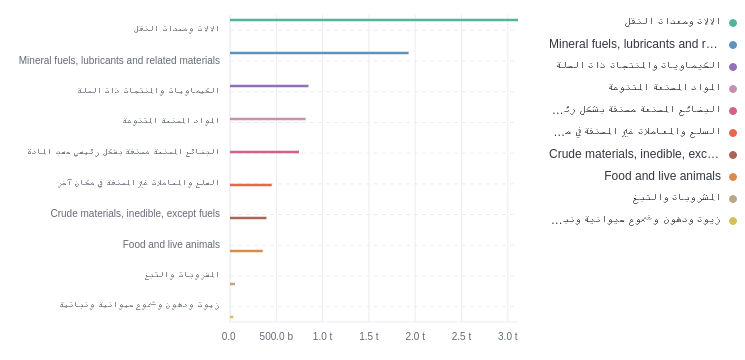 الآلات ومعدات النقل
Mineral fuels, lubricants and related materials
الكيماويات والمنتجات ذات الصلة
المواد المصنعة المتنوعة
البضائع المصنعة مصنفة بشكل رئيسي حسب المادة
السلع والمعاملات غير المصنفة في مكان آخر
Crude materials, inedible, except fuels
Food and live animals
المشروبات والتبغ
زيوت ودهون وشموع حيوانية ونباتية
0.0 500.0 b 1.0 t 1.5 t 2.0 t 2.5 t 3.0 t
الآلات ومعدات النقل
Mineral fuels, lubricants and r...
الكيماويات والمنتجات ذات الصلة
المواد المصنعة المتنوعة
البضائع المصنعة مصنفة بشكل رئـ...
السلع والمعاملات غير المصنفة في مـ...
Crude materials, inedible, exc...
Food and live animals
المشروبات والتبغ
زيوت ودهون وشموع حيوانية ونبـ...